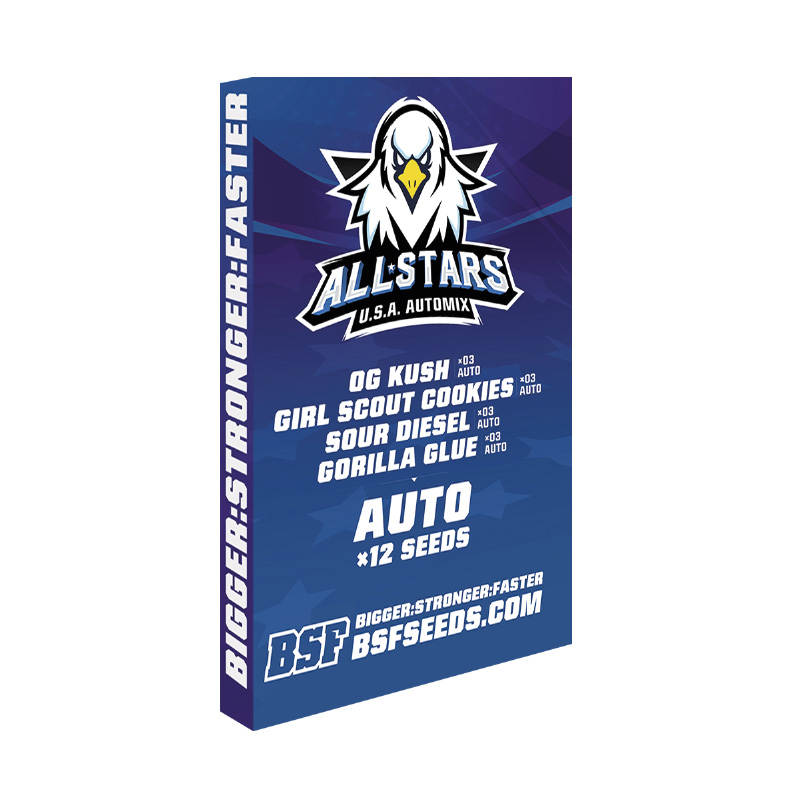 BIGGER:STRONGER:FASTER
ALL★STARS
U.S.A. AUTOMIX
OG KUSH x03 AUTO
GIRL SCOUT COOKIES x03 AUTO
SOUR DIESEL x03 AUTO
GORILLA GLUE x03 AUTO
AUTO
x12 SEEDS
BSF
BIGGER:STRONGER:FASTER
BSFSEEDS.COM